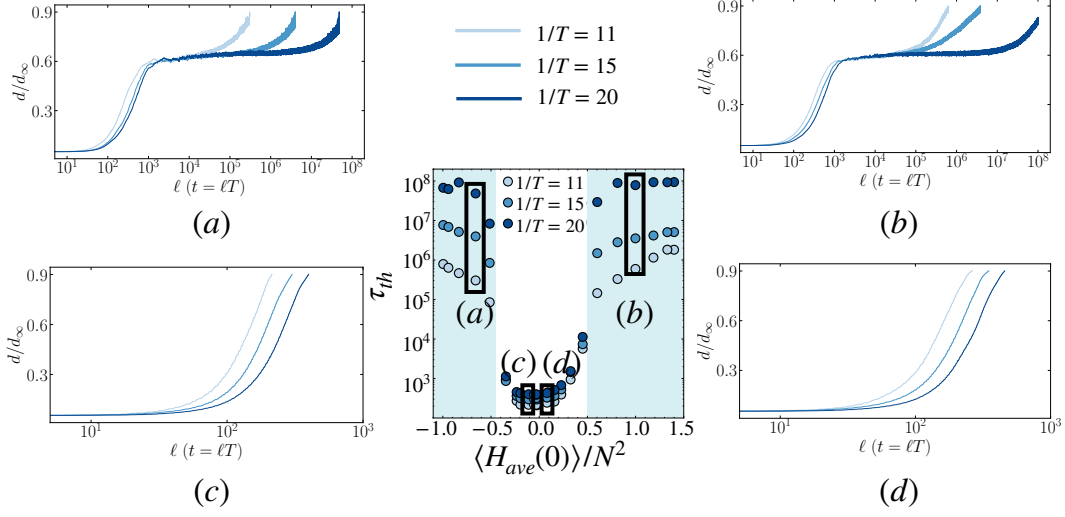 0.9
0.6
0.3
d/d∞
10¹ 10² 10³ 10⁴ 10⁵ 10⁶ 10⁷ 10⁸
ℓ (t = ℓT)
(a)
1/T = 11
1/T = 15
1/T = 20
0.9
0.6
0.3
d/d∞
10¹ 10² 10³ 10⁴ 10⁵ 10⁶ 10⁷ 10⁸
ℓ (t = ℓT)
(b)
10⁸
10⁷
10⁶
10⁵
10⁴
10³
τth
1/T = 11
1/T = 15
1/T = 20
(a)
(b)
(c) (d)
−1.0 −0.5 0.0 0.5 1.0 1.5
⟨Have(0)⟩/N²
0.9
0.6
0.3
d/d∞
10¹ 10² 10³
ℓ (t = ℓT)
(c)
0.9
0.6
0.3
d/d∞
10¹ 10² 10³
ℓ (t = ℓT)
(d)